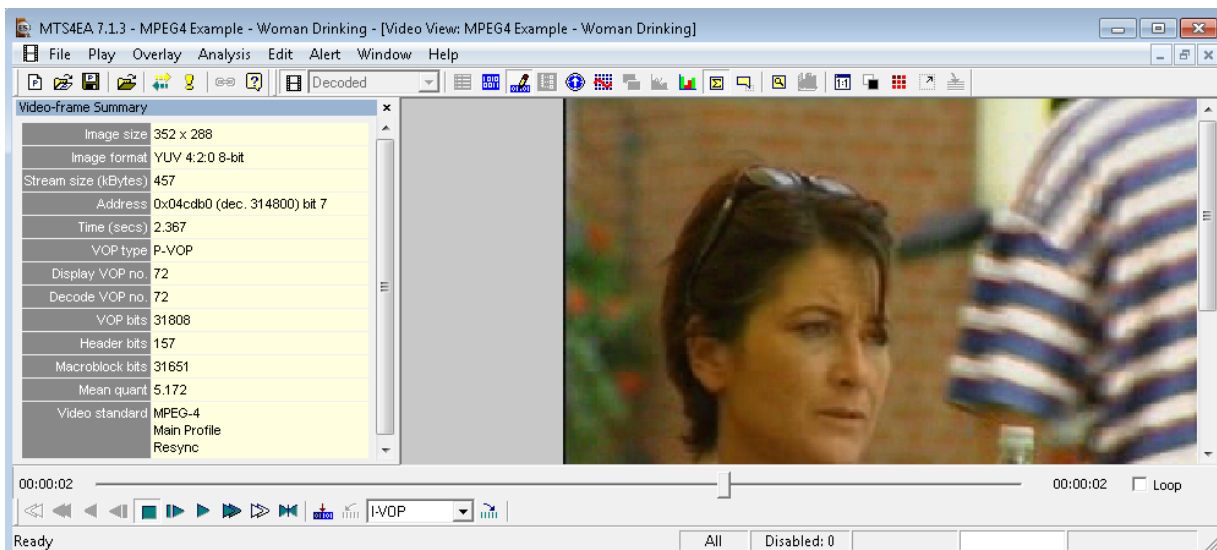 MTS4EA 7.1.3 - MPEG4 Example - Woman Drinking - [Video View: MPEG4 Example - Woman Drinking]
File Play Overlay Analysis Edit Alert Window Help
Decoded
1:1
Video-frame Summary
Image size 352 x 288
Image format YUV 4:2:0 8-bit
Stream size (kBytes) 457
Address 0x04cdb0 (dec. 314800) bit 7
Time (secs) 2.367
VOP type P-VOP
Display VOP no. 72
Decode VOP no. 72
VOP bits 31808
Header bits 157
Macroblock bits 31651
Mean quant 5.172
Video standard MPEG-4
Main Profile
Resync
00:00:02 00:00:02 Loop
I-VOP
Ready All Disabled: 0